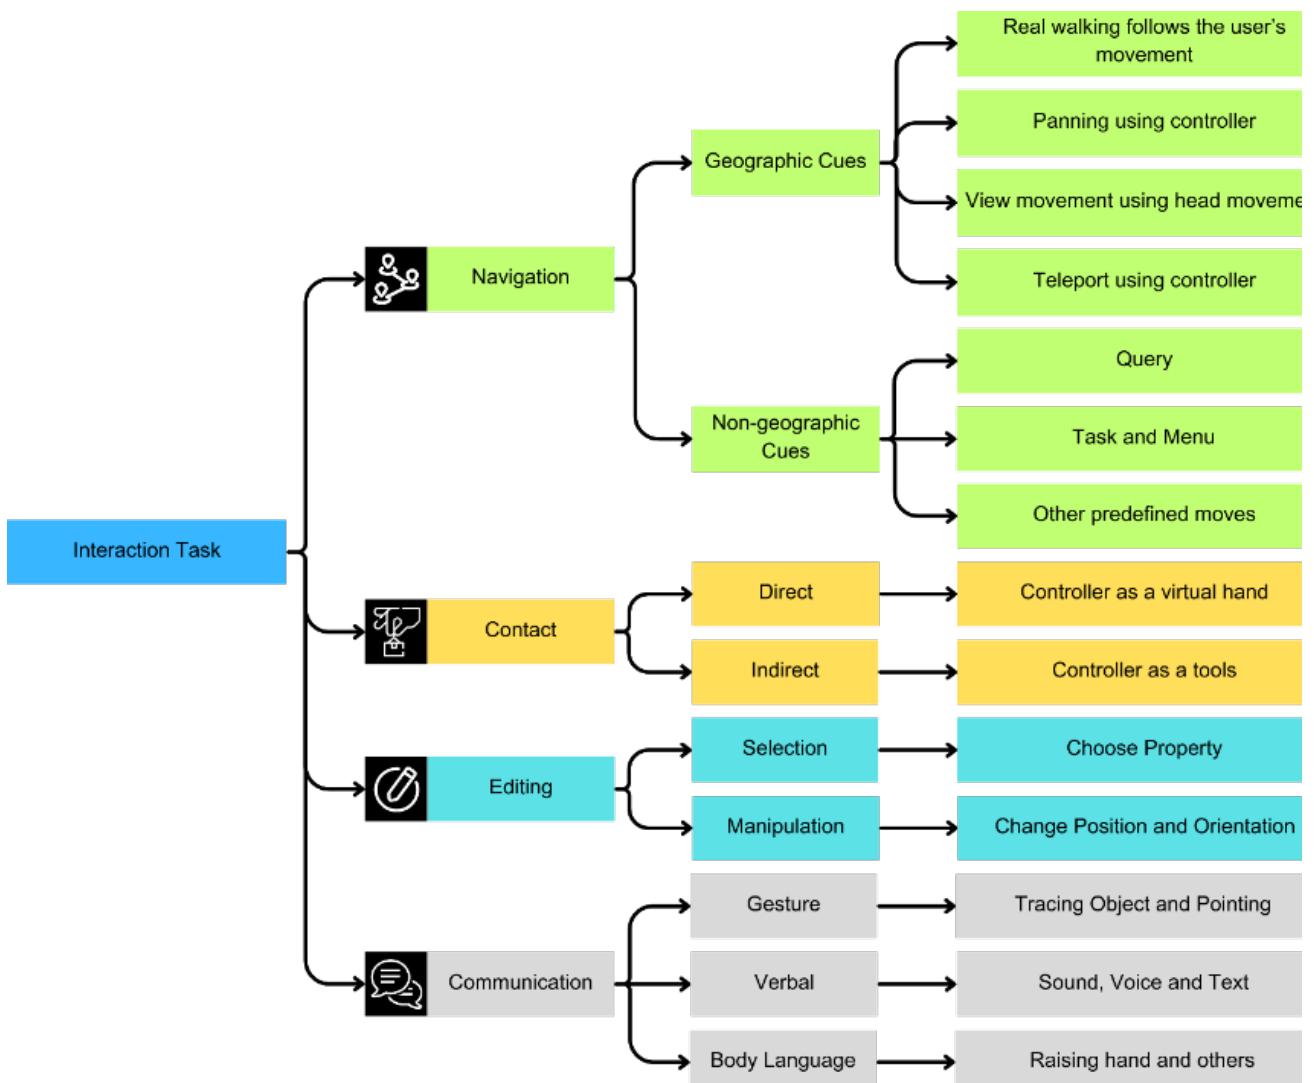 Real walking follows the user's
movement
Panning using controller
View movement using head
Teleport using controller
Geographic Cues
Navigation
Query
Non-geographic
Cues
Task and Menu
Other predefined moves
Interaction Task
Direct
Controller as a virtual hand
Contact
Indirect
Controller as a tools
Selection
Choose Property
Editing
Manipulation
Change Position and Orientation
Gesture
Tracing Object and Pointing
Communication
Verbal
Sound, Voice and Text
Body Language
Raising hand and others